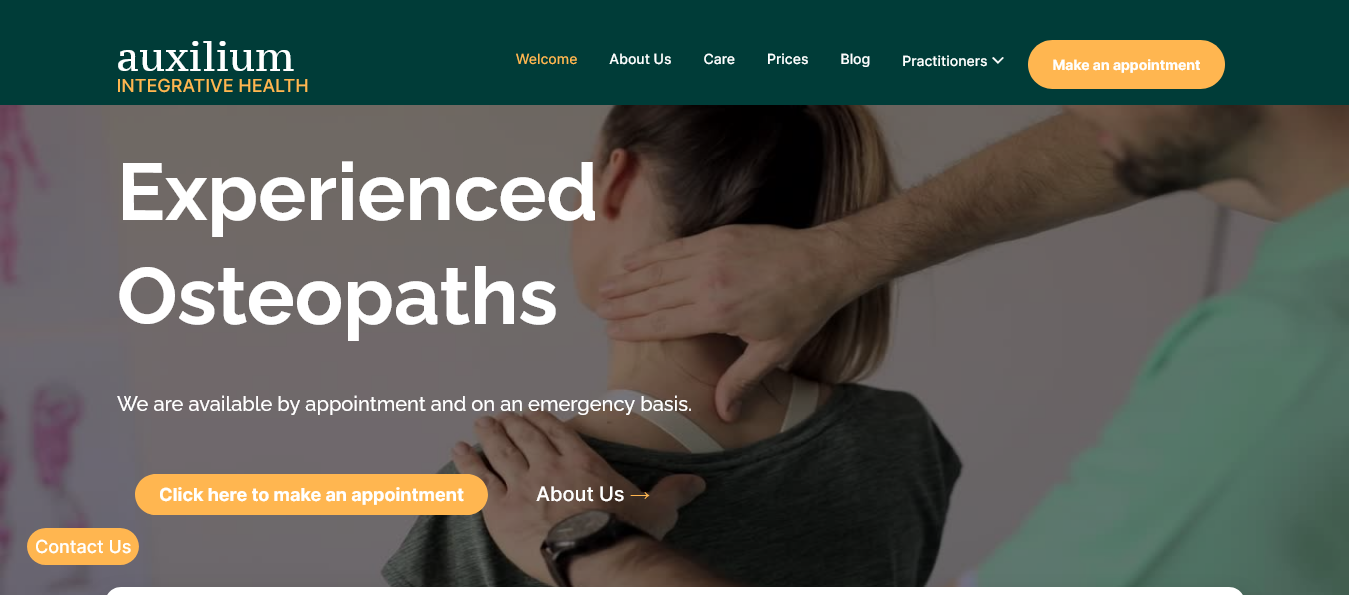 auxilium
INTEGRATIVE HEALTH
Welcome
About Us
Care
Prices
Blog
Practitioners
Make an appointment
Experienced
Osteopaths
We are available by appointment and on an emergency basis.
Click here to make an appointment
About Us →
Contact Us